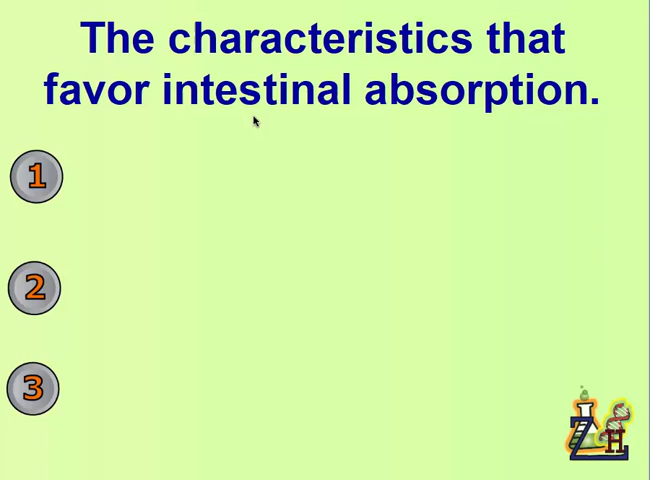 The characteristics that
favor intestinal absorption.
1
2
3
Z H